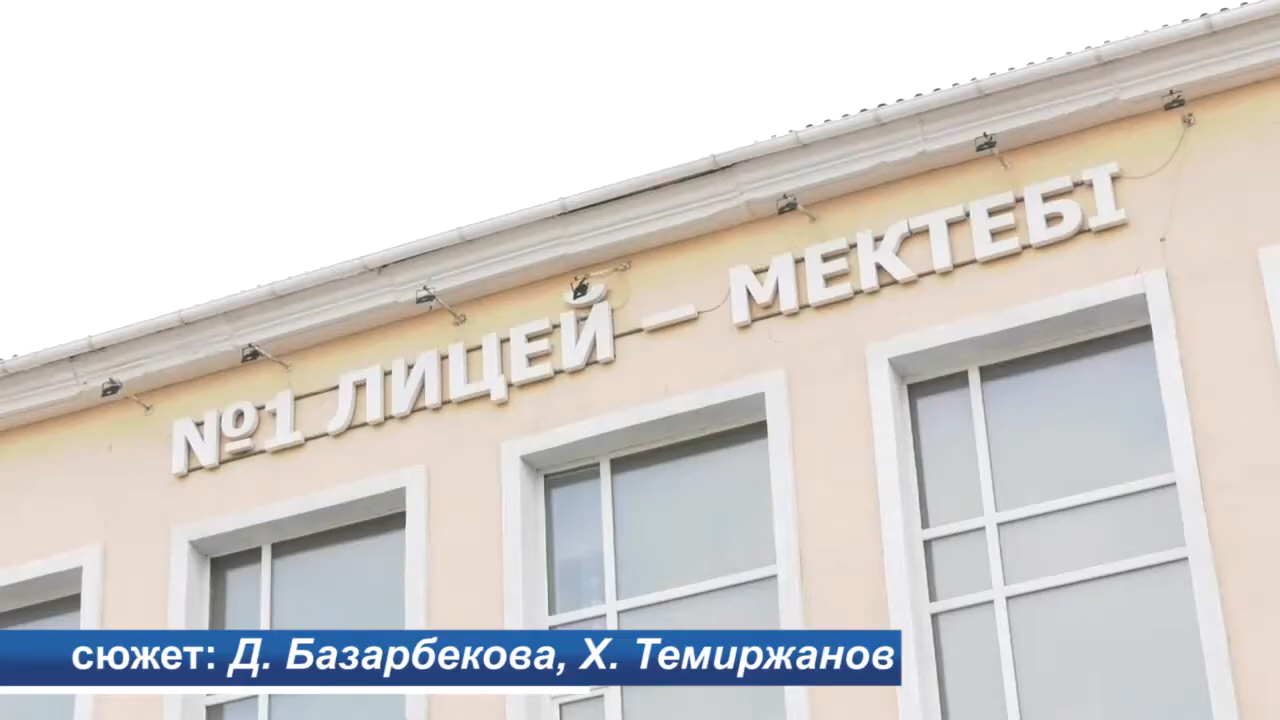 №1 ЛИЦЕЙ – МЕКТЕБІ
сюжет: Д. Базарбекова, Х. Темиржанов